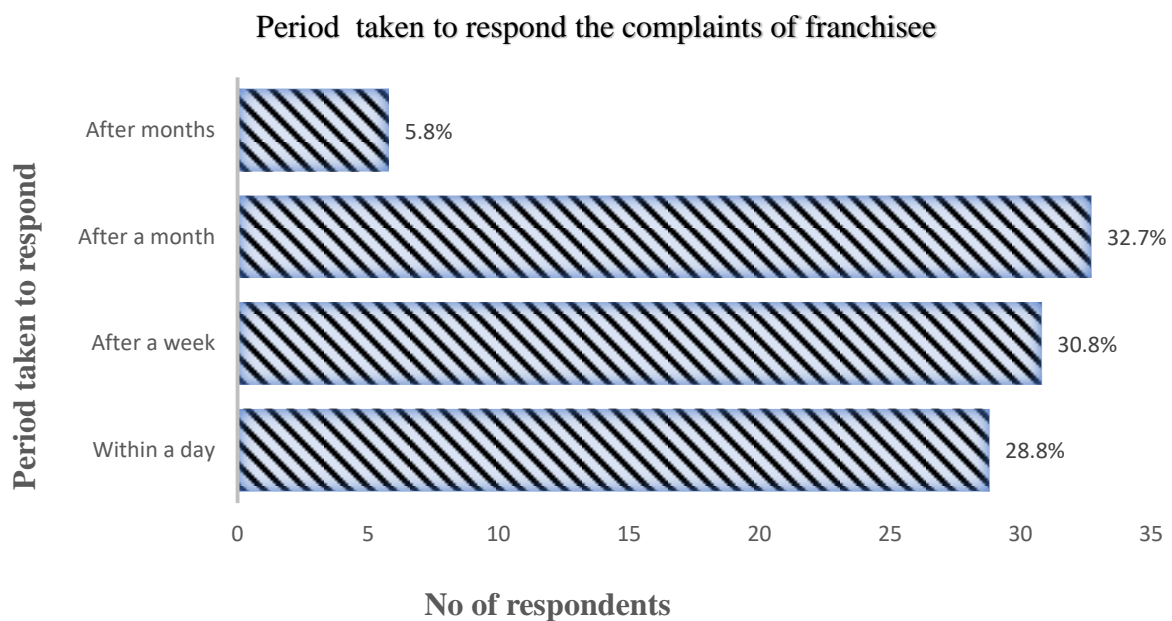 Period taken to respond the complaints of franchisee
Period taken to respond
After months
5.8%
After a month
32.7%
After a week
30.8%
Within a day
28.8%
0 5 10 15 20 25 30 35
No of respondents